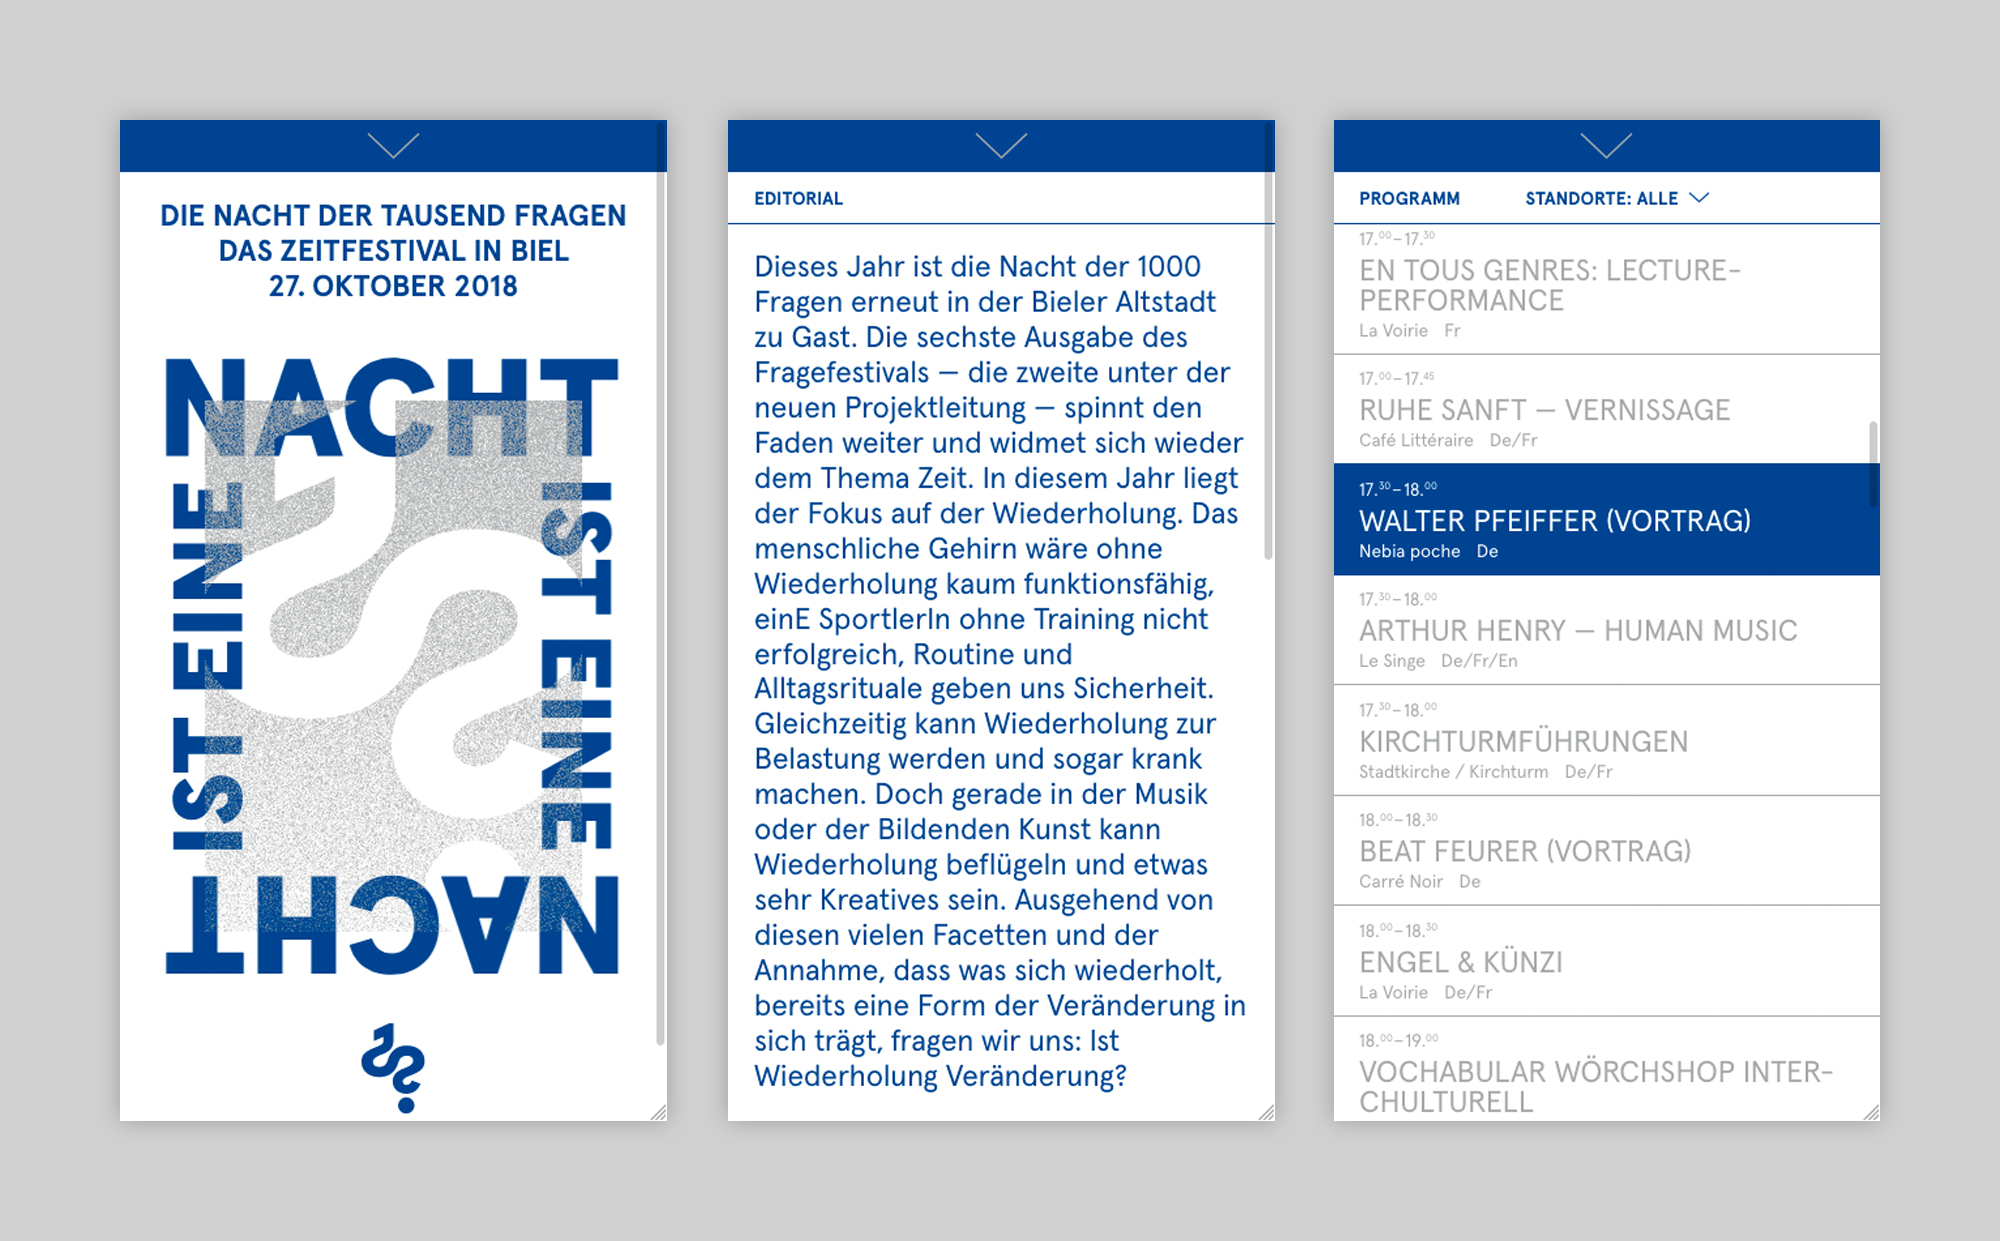 DIE NACHT DER TAUSEND FRAGEN
DAS ZEITFESTIVAL IN BIEL
27. OKTOBER 2018
NACHT
IST EINE
NACHT
IST EINE
EDITORIAL
Dieses Jahr ist die Nacht der 1000
Fragen erneut in der Bieler Altstadt
zu Gast. Die sechste Ausgabe des
Fragefestivals — die zweite unter der
neuen Projektleitung — spinnt den
Faden weiter und widmet sich wieder
dem Thema Zeit. In diesem Jahr liegt
der Fokus auf der Wiederholung. Das
menschliche Gehirn wäre ohne
Wiederholung kaum funktionsfähig,
einE SportlerIn ohne Training nicht
erfolgreich, Routine und
Alltagsrituale geben uns Sicherheit.
Gleichzeitig kann Wiederholung zur
Belastung werden und sogar krank
machen. Doch gerade in der Musik
oder der Bildenden Kunst kann
Wiederholung beflügeln und etwas
sehr Kreatives sein. Ausgehend von
diesen vielen Facetten und der
Annahme, dass was sich wiederholt,
bereits eine Form der Veränderung in
sich trägt, fragen wir uns: Ist
Wiederholung Veränderung?
PROGRAMM STANDORTE: ALLE
17.00–17.30
EN TOUS GENRES: LECTURE-
PERFORMANCE
La Voirie Fr
17.00–17.45
RUHE SANFT — VERNISSAGE
Café Littéraire De/Fr
17.30–18.00
WALTER PFEIFFER (VORTRAG)
Nebia poche De
17.30–18.00
ARTHUR HENRY — HUMAN MUSIC
Le Singe De/Fr/En
17.30–18.00
KIRCHTURMFÜHRUNGEN
Stadtkirche / Kirchturm De/Fr
18.00–18.30
BEAT FEURER (VORTRAG)
Carré Noir De
18.00–18.30
ENGEL & KÜNZI
La Voirie De/Fr
18.00–19.00
VOCHABULAR WÖRCHSHOP INTER-
CHULTURELL